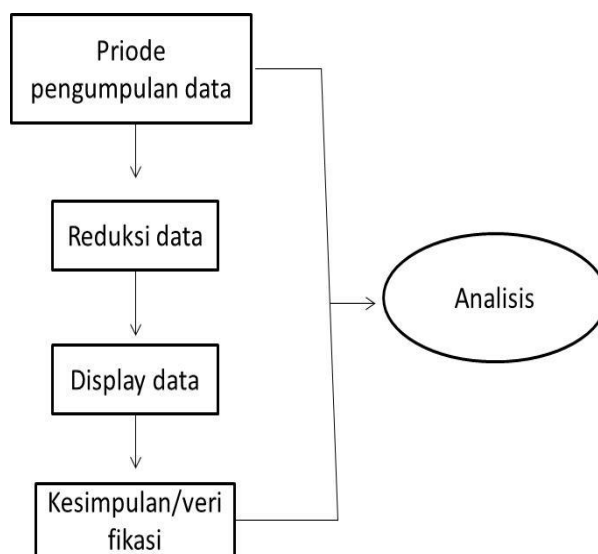 Priode
pengumpulan data
Reduksi data
Display data
Kesimpulan/veri
fikasi
Analisis